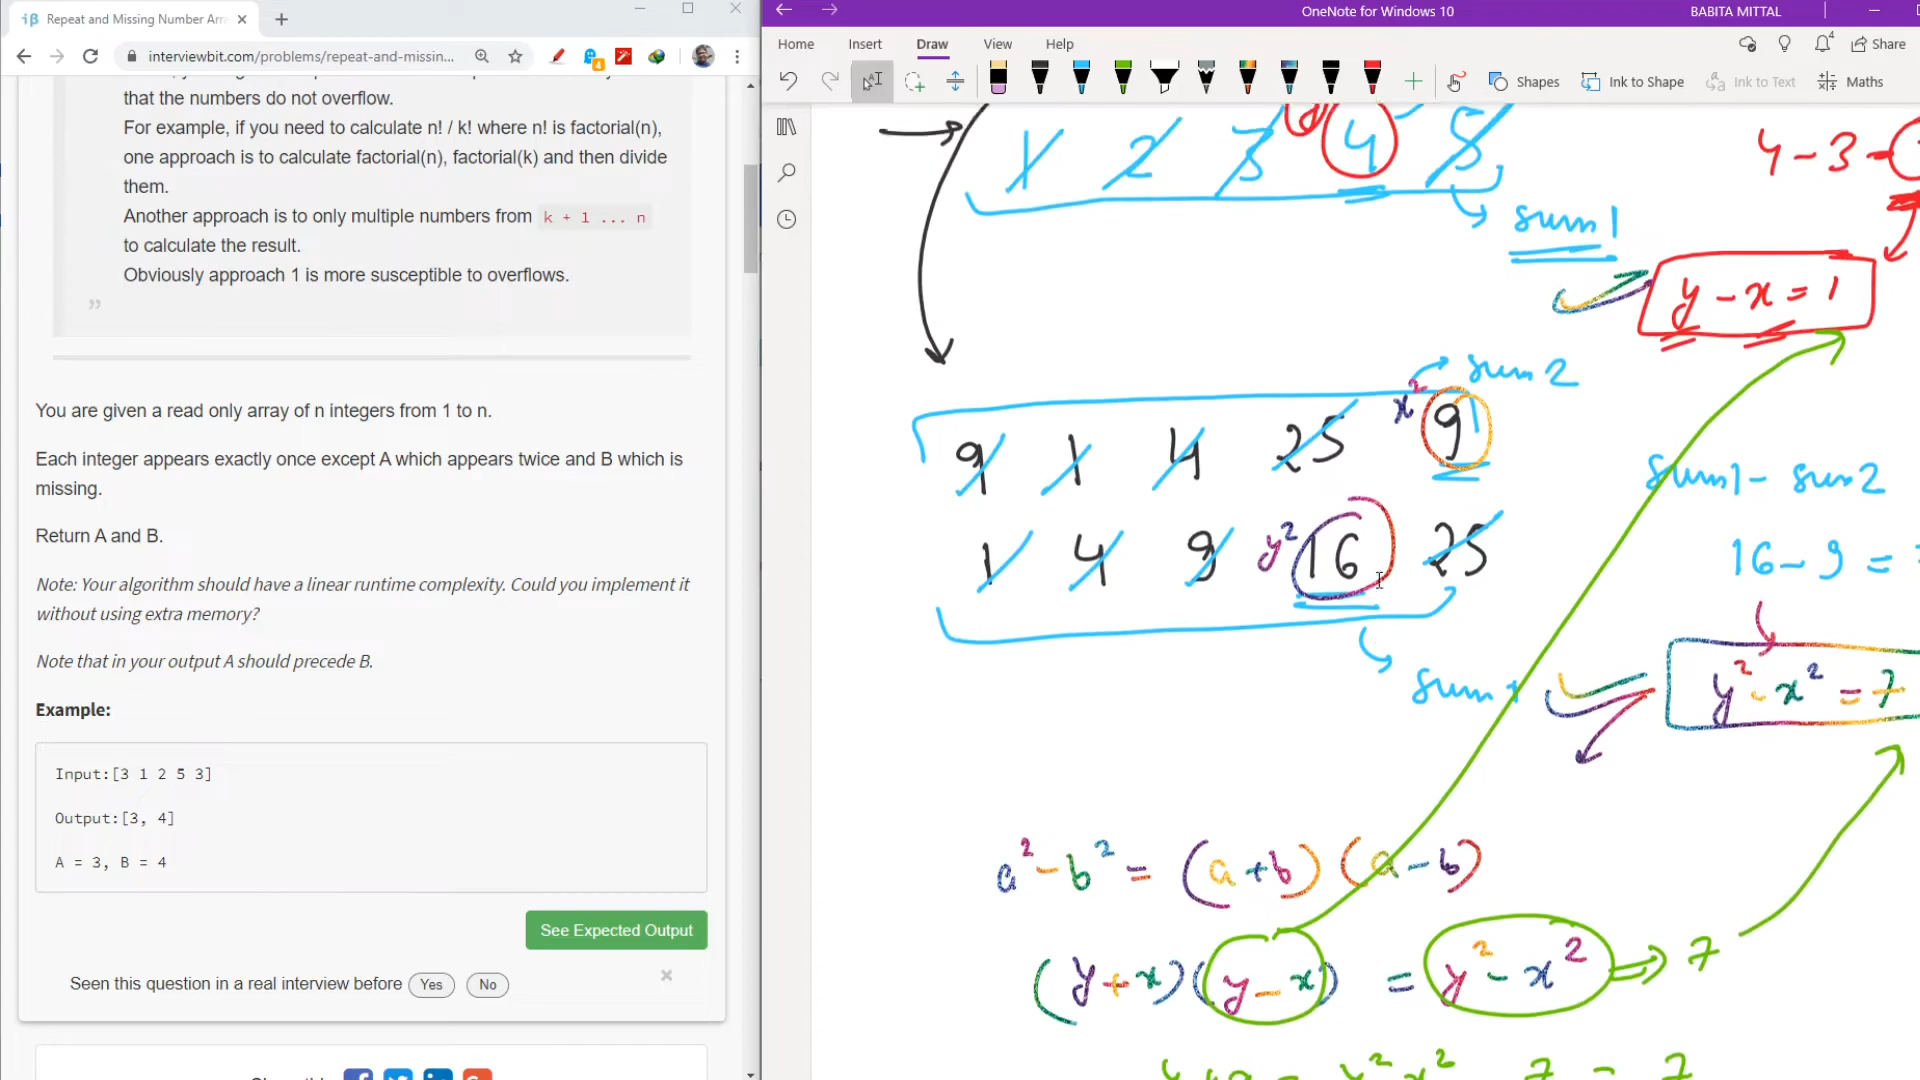 Repeat and Missing Number Arr
interviewbit.com/problems/repeat-and-missin...
that the numbers do not overflow.
For example, if you need to calculate n! / k! where n! is factorial(n),
one approach is to calculate factorial(n), factorial(k) and then divide
them.
Another approach is to only multiple numbers from k + 1 ... n
to calculate the result.
Obviously approach 1 is more susceptible to overflows.
”
You are given a read only array of n integers from 1 to n.
Each integer appears exactly once except A which appears twice and B which is
missing.
Return A and B.
Note: Your algorithm should have a linear runtime complexity. Could you implement it
without using extra memory?
Note that in your output A should precede B.
Example:
Input:[3 1 2 5 3]
Output:[3, 4]
A = 3, B = 4
See Expected Output
Seen this question in a real interview before Yes No
OneNote for Windows 10
BABITA MITTAL
Home Insert Draw View Help
4
Share
Shapes
Ink to Shape
Ink to Text
Maths
1 2 3 4 5
4 - 3 -
sum 1
y - x = 1
sum 2
9 1 4 25 x² 9
sum1 - sum2
1 4 9 y² 16 25
16 - 9 =
sum 1
y² - x² = 7
a² - b² = (a+b) (a-b)
(y+x)(y-x) = y² - x² ⇒ 7